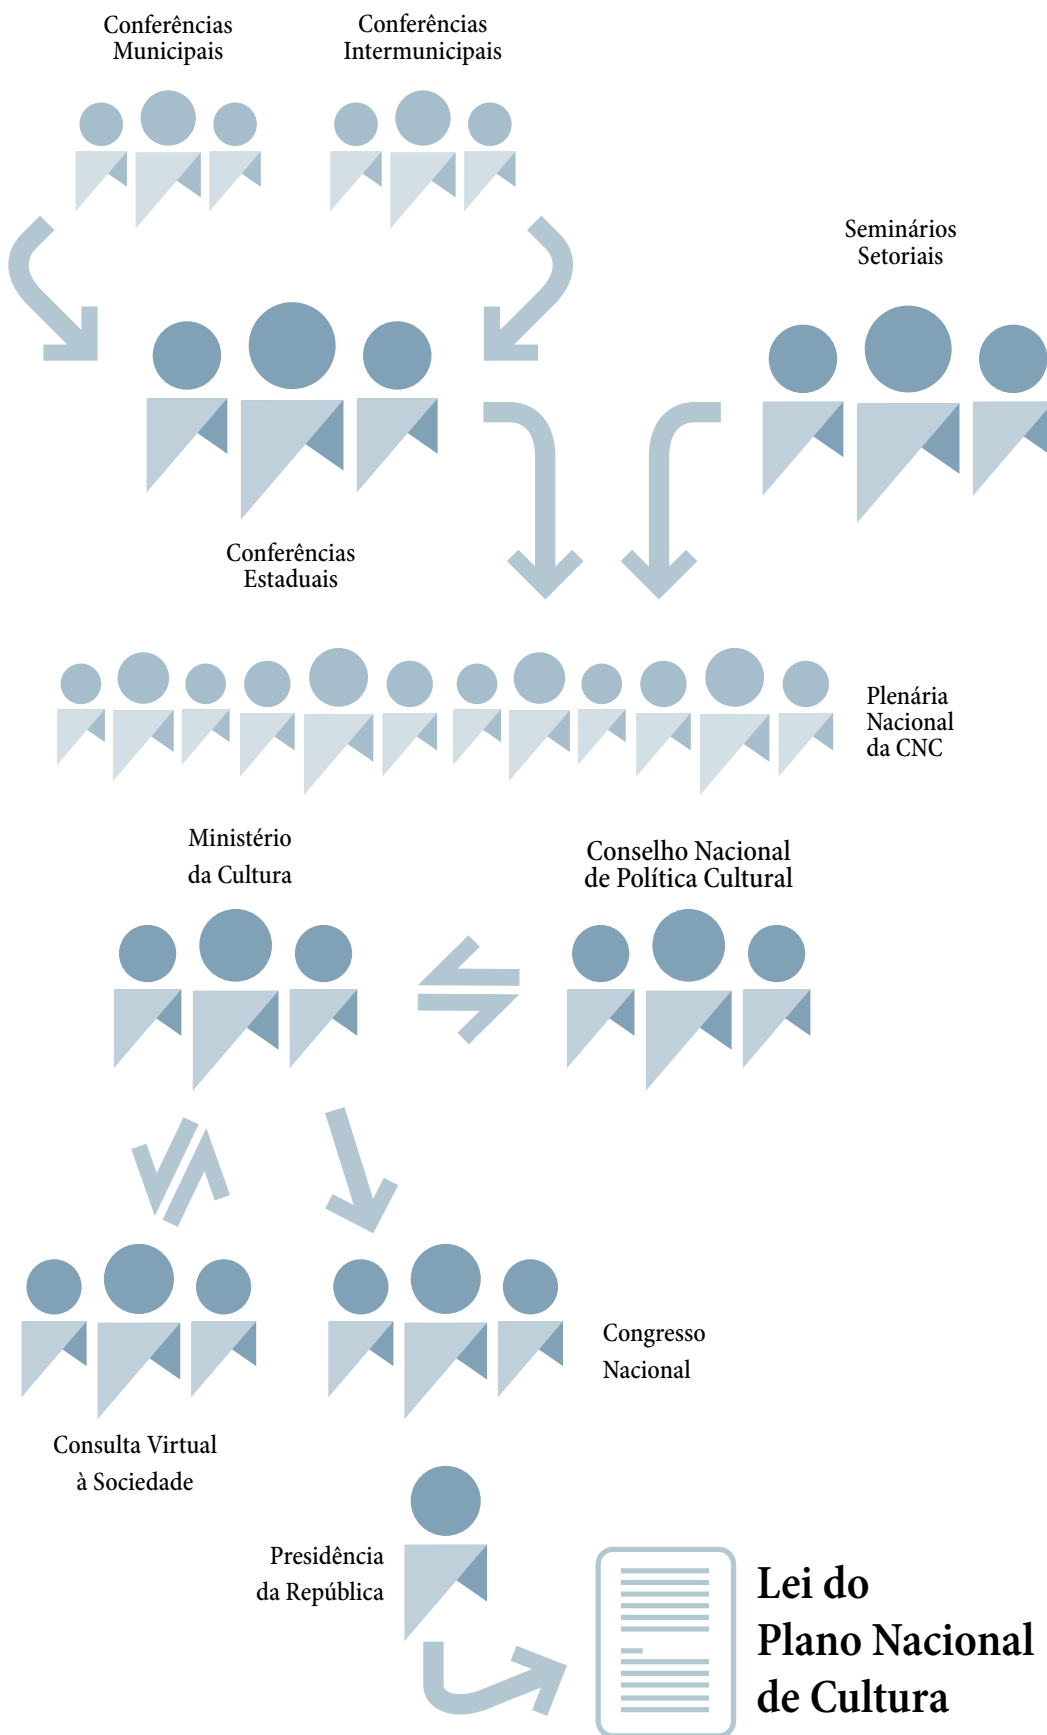 Conferências
Municipais
Conferências
Intermunicipais
Seminários
Setoriais
Conferências
Estaduais
Plenária
Nacional
da CNC
Ministério
da Cultura
Conselho Nacional
de Política Cultural
Congresso
Nacional
Consulta Virtual
à Sociedade
Presidência
da República
Lei do
Plano Nacional
de Cultura